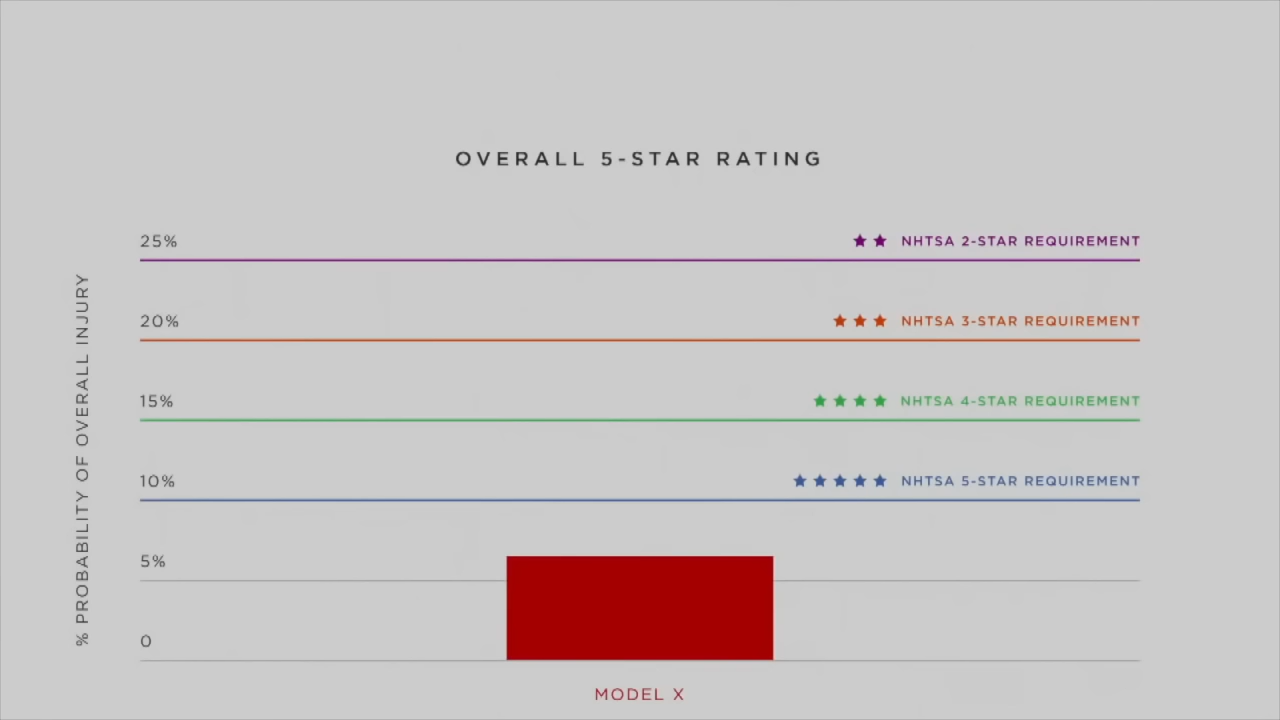 OVERALL 5-STAR RATING
25% NHTSA 2-STAR REQUIREMENT
20% NHTSA 3-STAR REQUIREMENT
15% NHTSA 4-STAR REQUIREMENT
10% NHTSA 5-STAR REQUIREMENT
5%
0
% PROBABILITY OF OVERALL INJURY
MODEL X